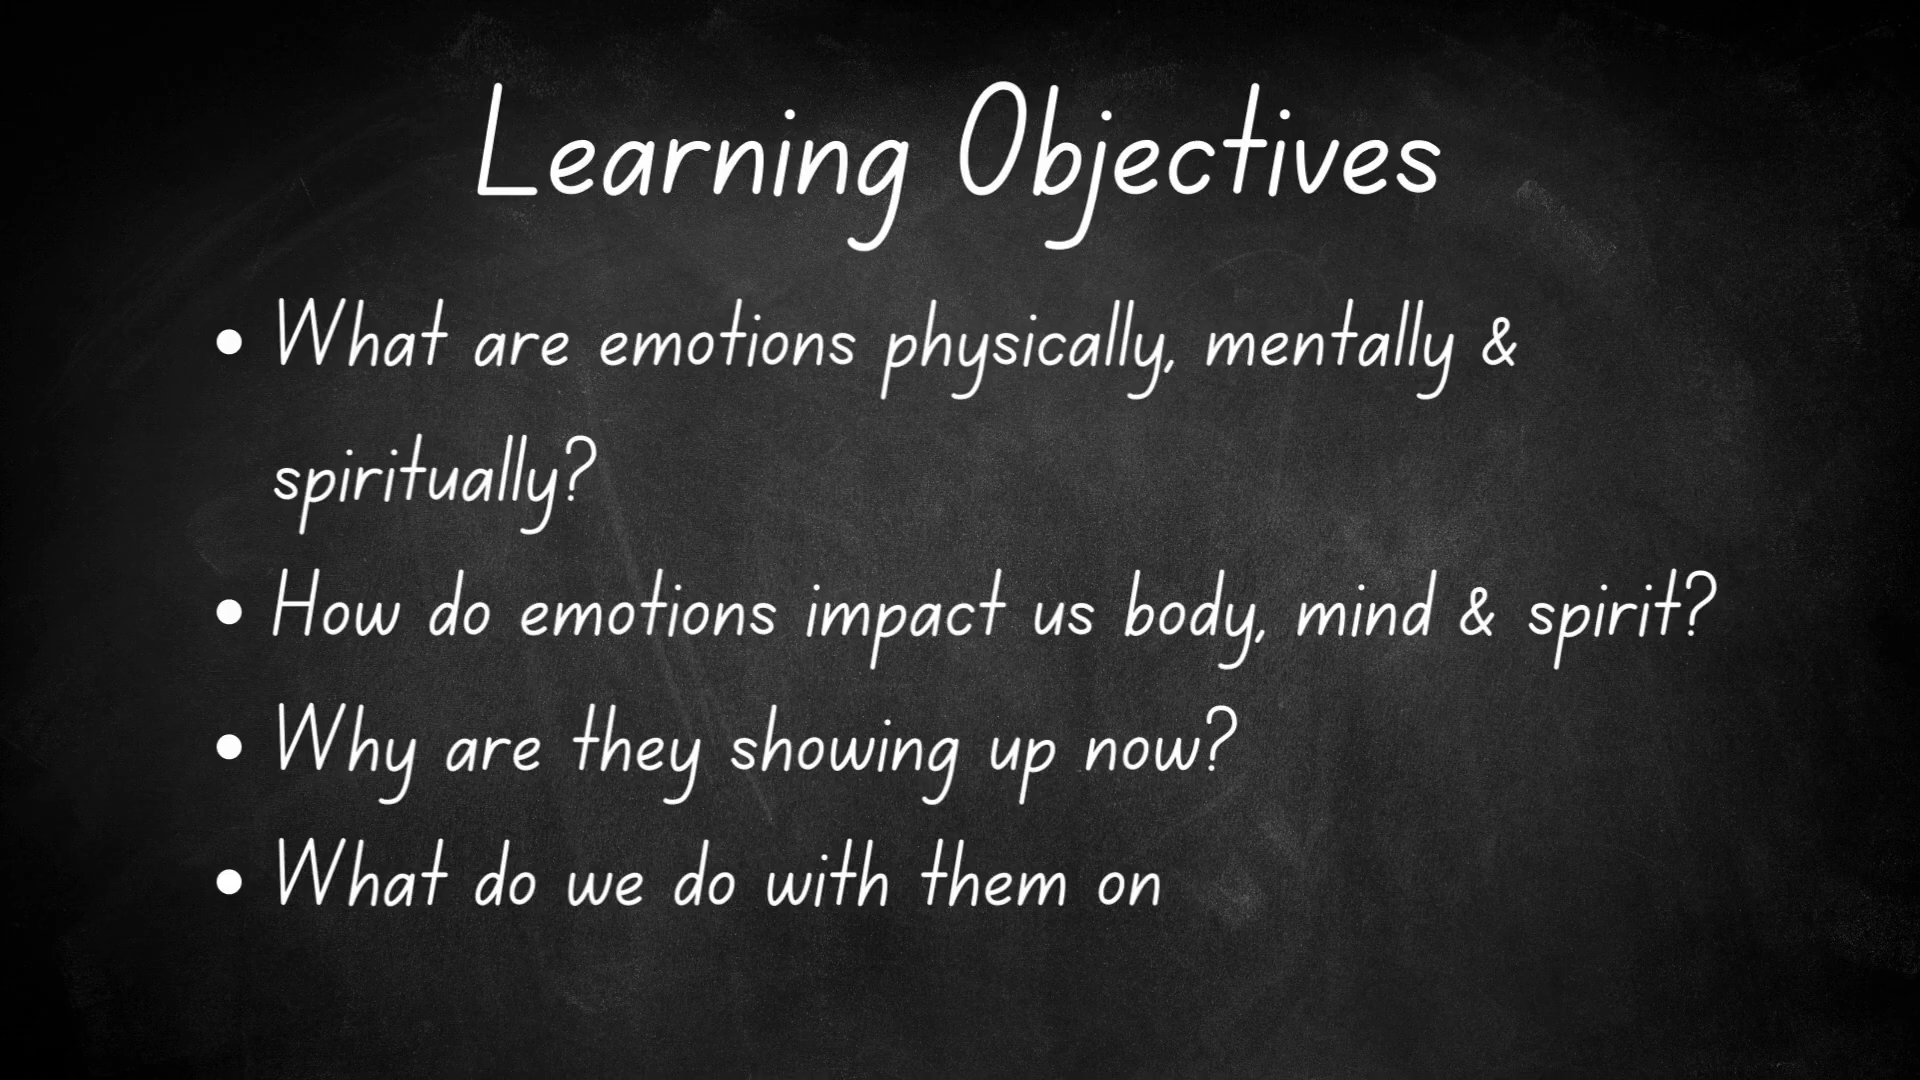 Learning Objectives
• What are emotions physically, mentally &
spiritually?
• How do emotions impact us body, mind & spirit?
• Why are they showing up now?
• What do we do with them on